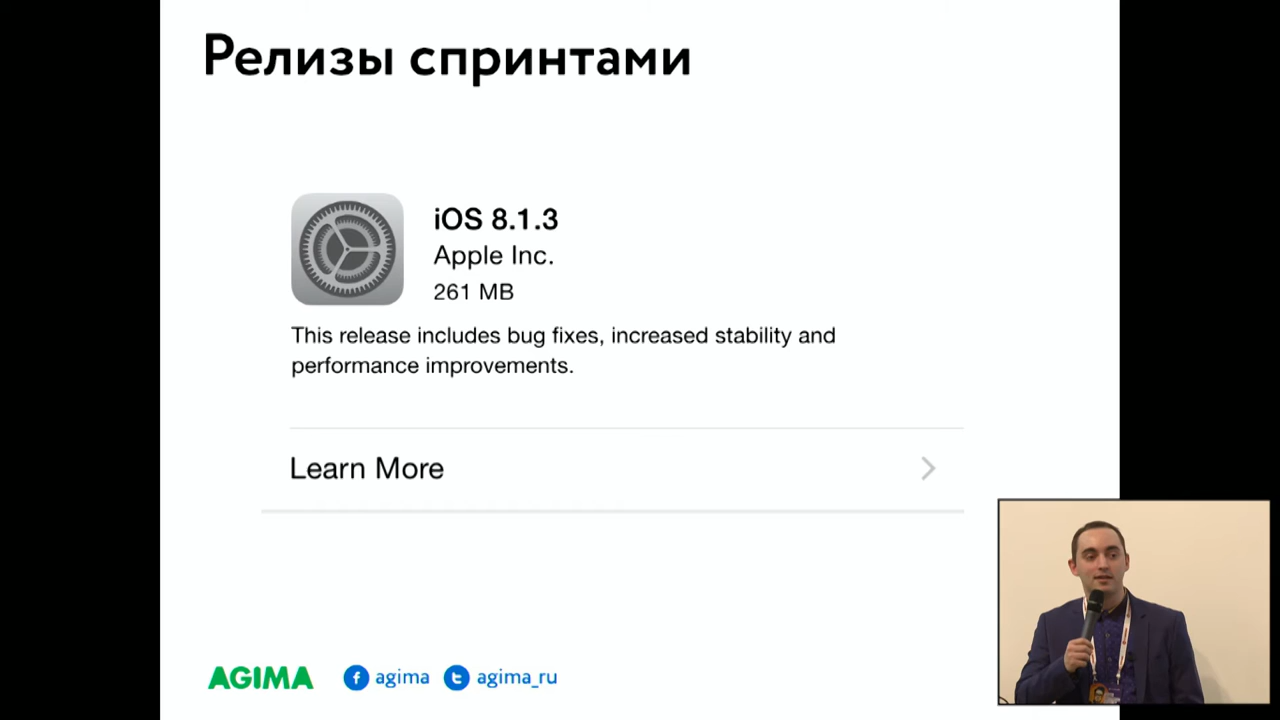 Релизы спринтами
iOS 8.1.3
Apple Inc.
261 MB
This release includes bug fixes, increased stability and
performance improvements.
Learn More
AGIMA agima agima_ru